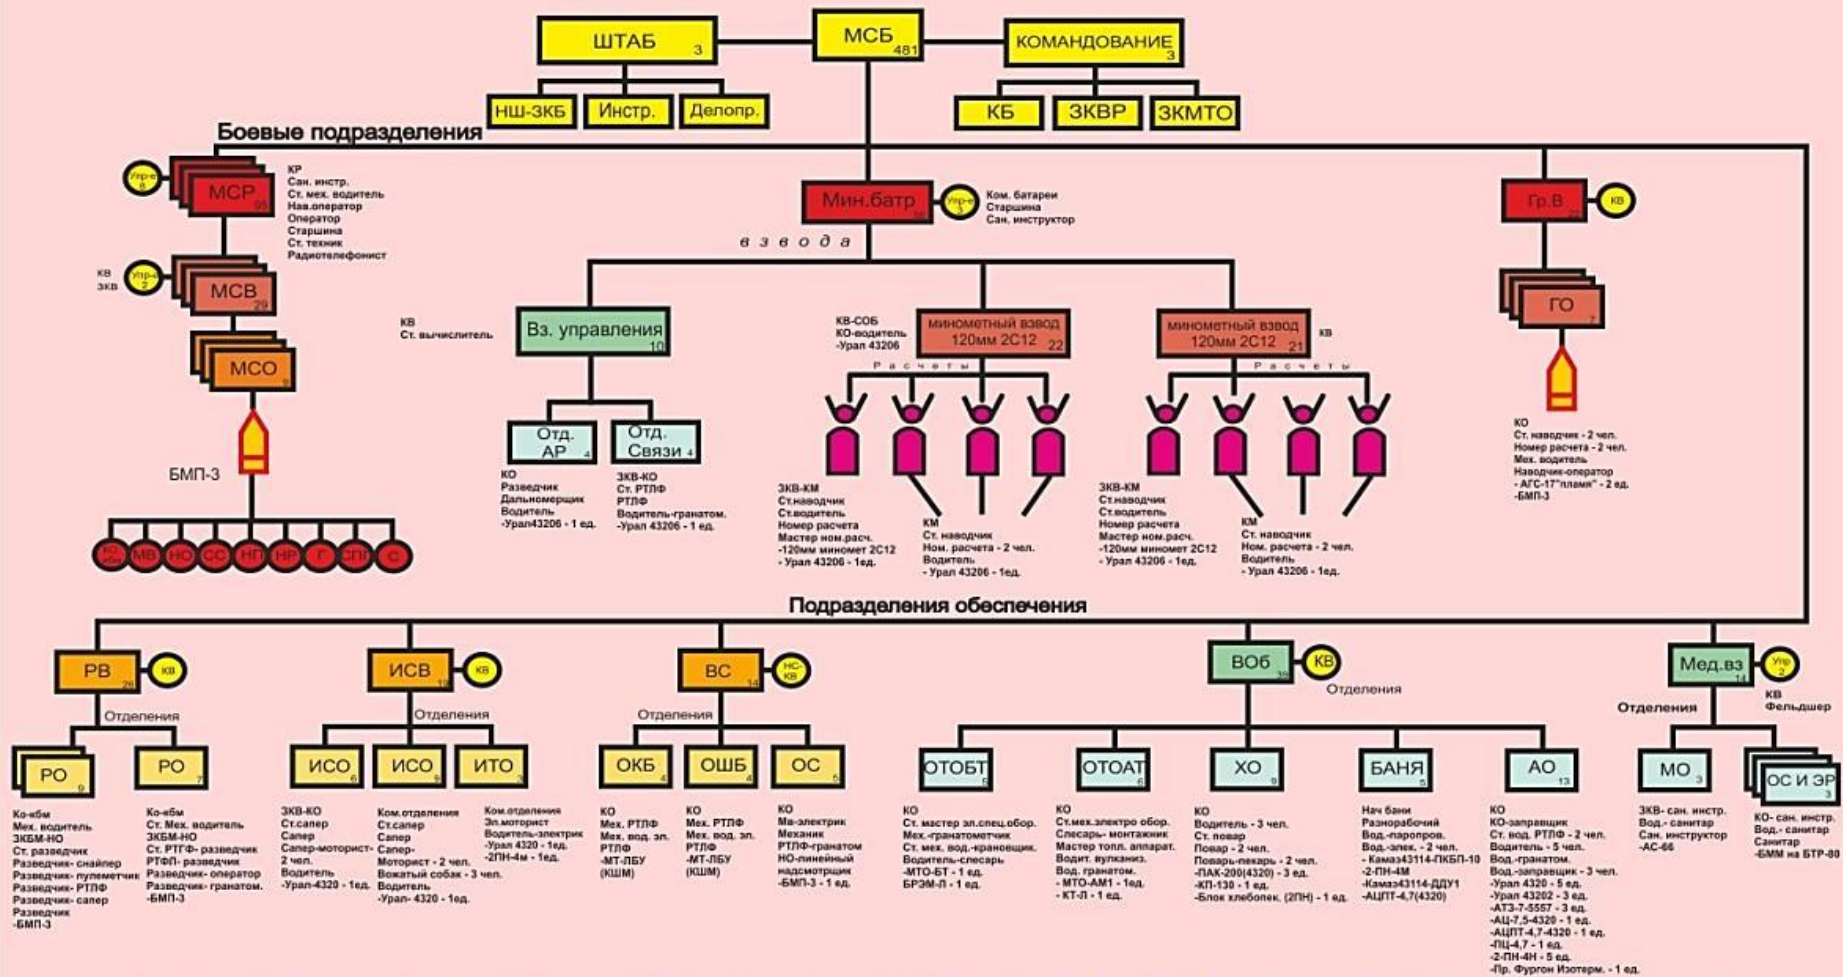 ШТАБ 3
МСБ 481
КОМАНДОВАНИЕ 3
НШ-ЗКБ
Инстр.
Делопр.
КБ
ЗКВР
ЗКМТО
Боевые подразделения
Упр-е 8
МСР 95
КР
Сан. инстр.
Ст. мех. водитель
Нав.оператор
Оператор
Старшина
Ст. техник
Радиотелефонист
КВ
ЗКВ
2
МСВ 29
МСО 9
БМП-3
КО
МВ
НО
СС
НП
НР
Г
С
Мин.батр
Упр-е 3
Ком. батареи
Старшина
Сан. инструктор
взвода
КВ
Ст. вычислитель
Вз. управления 10
Отд.
АР 4
КО
Разведчик
Дальномерщик
Водитель
-Урал43206 - 1 ед.
Отд.
Связи 4
ЗКВ-КО
Ст. РТЛФ
РТЛФ
Водитель-гранатом.
-Урал 43206 - 1 ед.
КВ-СОБ
КО-водитель
-Урал 43206
минометный взвод
120мм 2С12 22
Расчеты
ЗКВ-КМ
Ст.наводчик
Ст.водитель
Номер расчета
Мастер ном.расч.
-120мм миномет 2С12
- Урал 43206 - 1ед.
КМ
Ст. наводчик
Ном. расчета - 2 чел.
Водитель
- Урал 43206 - 1ед.
минометный взвод
120мм 2С12 21
КВ
Расчеты
ЗКВ-КМ
Ст.наводчик
Ст.водитель
Номер расчета
Мастер ном.расч.
-120мм миномет 2С12
- Урал 43206 - 1ед.
КМ
Ст. наводчик
Ном. расчета - 2 чел.
Водитель
- Урал 43206 - 1ед.
Гр.В 22
КВ
ГО 7
КО
Ст. наводчик - 2 чел.
Номер расчета - 2 чел.
Мех. водитель
Наводчик-оператор
- АГС-17"пламя" - 2 ед.
-БМП-3
Подразделения обеспечения
РВ 26
КВ
Отделения
РО 9
Ко-кбм
Мех. водитель
ЗКБМ-НО
Ст. разведчик
Разведчик- снайпер
Разведчик- пулеметчик
Разведчик- РТЛФ
Разведчик- сапер
Разведчик
-БМП-3
РО 7
Ко-кбм
Ст. Мех. водитель
ЗКБМ-НО
Ст. РТГФ- разведчик
РТФЛ- разведчик
Разведчик- оператор
Разведчик- гранатом.
-БМП-3
ИСВ 19
КВ
Отделения
ИСО 6
ЗКВ-КО
Ст.сапер
Сапер
Сапер-моторист-
2 чел.
Водитель
-Урал-4320 - 1ед.
ИСО 9
Ком.отделения
Ст.сапер
Сапер
Сапер-
Моторист - 2 чел.
Вожатый собак - 3 чел.
Водитель
-Урал- 4320 - 1ед.
ИТО 3
Ком.отделения
Эл.моторист
Водитель-электрик
-Урал 4320 - 1ед.
-2ПН-4м - 1ед.
ВС 14
НС-
КВ
Отделения
ОКБ 4
КО
Мех. РТЛФ
Мех. вод. эл.
РТЛФ
-МТ-ЛБУ
(КШМ)
ОШБ 4
КО
Мех. РТЛФ
Мех. вод. эл.
РТЛФ
-МТ-ЛБУ
(КШМ)
ОС 5
КО
Мв-электрик
Механик
РТЛФ-гранатом
НО-линейный
надсмотрщик
-БМП-3 - 1 ед.
ВОб 39
КВ
Отделения
ОТОБТ 5
КО
Ст. мастер эл.спец.обор.
Мех.-гранатометчик
Ст. мех. вод.-крановщик.
Водитель-слесарь
-МТО-БТ - 1 ед.
БРЭМ-Л - 1 ед.
ОТОАТ 6
КО
Ст.мех.электро обор.
Слесарь- монтажник
Мастер топл. аппарат.
Водит. вулканиз.
Вод. гранатом.
- МТО-АМ1 - 1ед.
- КТ-Л - 1 ед.
ХО 9
КО
Водитель - 3 чел.
Ст. повар
Повар - 2 чел.
Поварь-пекарь - 2 чел.
-ПАК-200(4320) - 3 ед.
-КП-130 - 1 ед.
-Блок хлебопек. (2ПН) - 1 ед.
БАНЯ 5
Нач бани
Разнорабочий
Вод.-паропров.
Вод.-элек. - 2 чел.
- Камаз43114-ПКБП-10
-2-ПН-4М
-Камаз43114-ДДУ1
-АЦПТ-4,7(4320)
АО 13
КО
КО-заправщик
Ст. вод. РТЛФ - 2 чел.
Водитель - 5 чел.
Вод.-гранатом.
Вод.-заправщик - 3 чел.
-Урал 4320 - 5 ед.
-Урал 43202 - 3 ед.
-АТЗ-7-5557 - 3 ед.
-АЦ-7,5-4320 - 1 ед.
-АЦПТ-4,7-4320 - 1 ед.
-ПЦ-4,7 - 1 ед.
-2-ПН-4Н - 5 ед.
-Пр. Фургон Изотерм. - 1 ед.
Мед.вз 14
Упр 2
КВ
Фельдшер
Отделения
МО 3
ЗКВ- сан. инстр.
Вод.- санитар
Сан. инструктор
-АС-66
ОС И ЭР 3
КО- сан. инстр.
Вод.- санитар
Санитар
-БММ на БТР-80